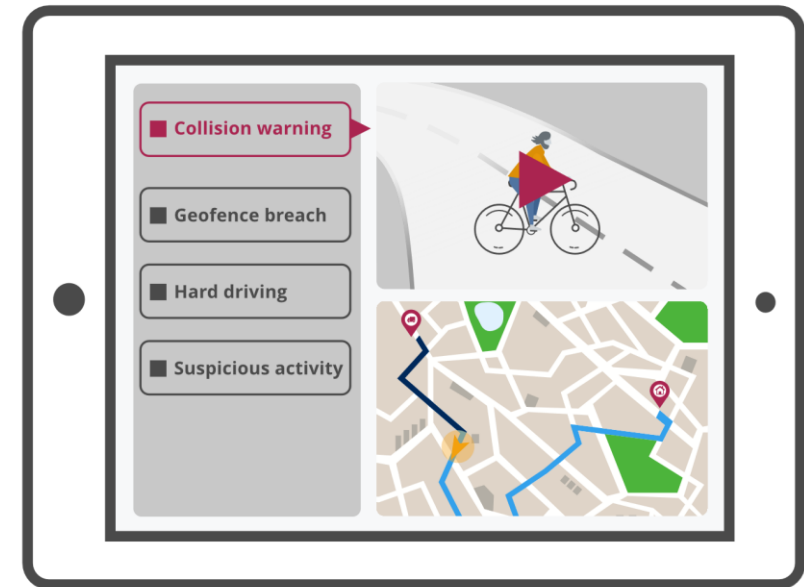 Collision warning
Geofence breach
Hard driving
Suspicious activity